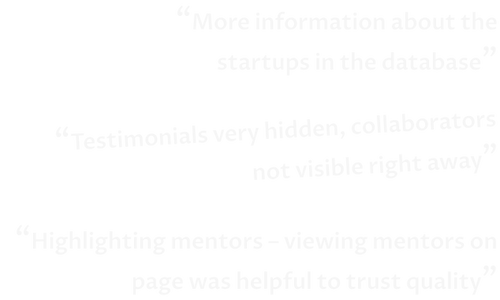 “More information about the
startups in the database”
“Testimonials very hidden, collaborators
not visible right away”
“Highlighting mentors – viewing mentors on
page was helpful to trust quality”